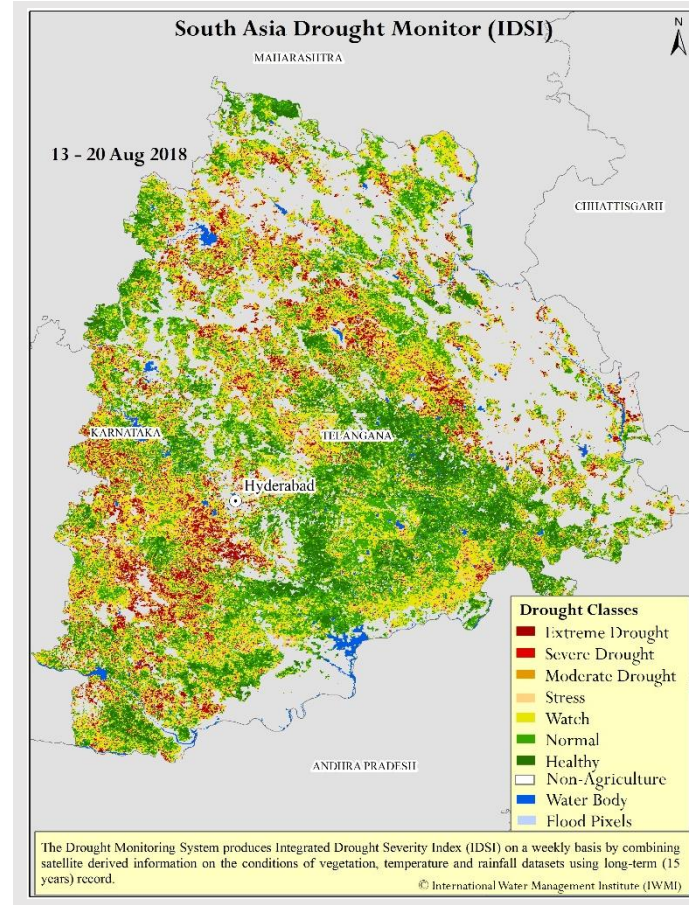 South Asia Drought Monitor (IDSI)
N
MAHARASHTRA
13 - 20 Aug 2018
CHHATTISGARH
KARNATAKA
TELANGANA
Hyderabad
Drought Classes
Extreme Drought
Severe Drought
Moderate Drought
Stress
Watch
Normal
Healthy
Non-Agriculture
Water Body
Flood Pixels
ANDHRA PRADESH
The Drought Monitoring System produces Integrated Drought Severity Index (IDSI) on a weekly basis by combining
satellite derived information on the conditions of vegetation, temperature and rainfall datasets using long-term (15
years) record.
© International Water Management Institute (IWMI)